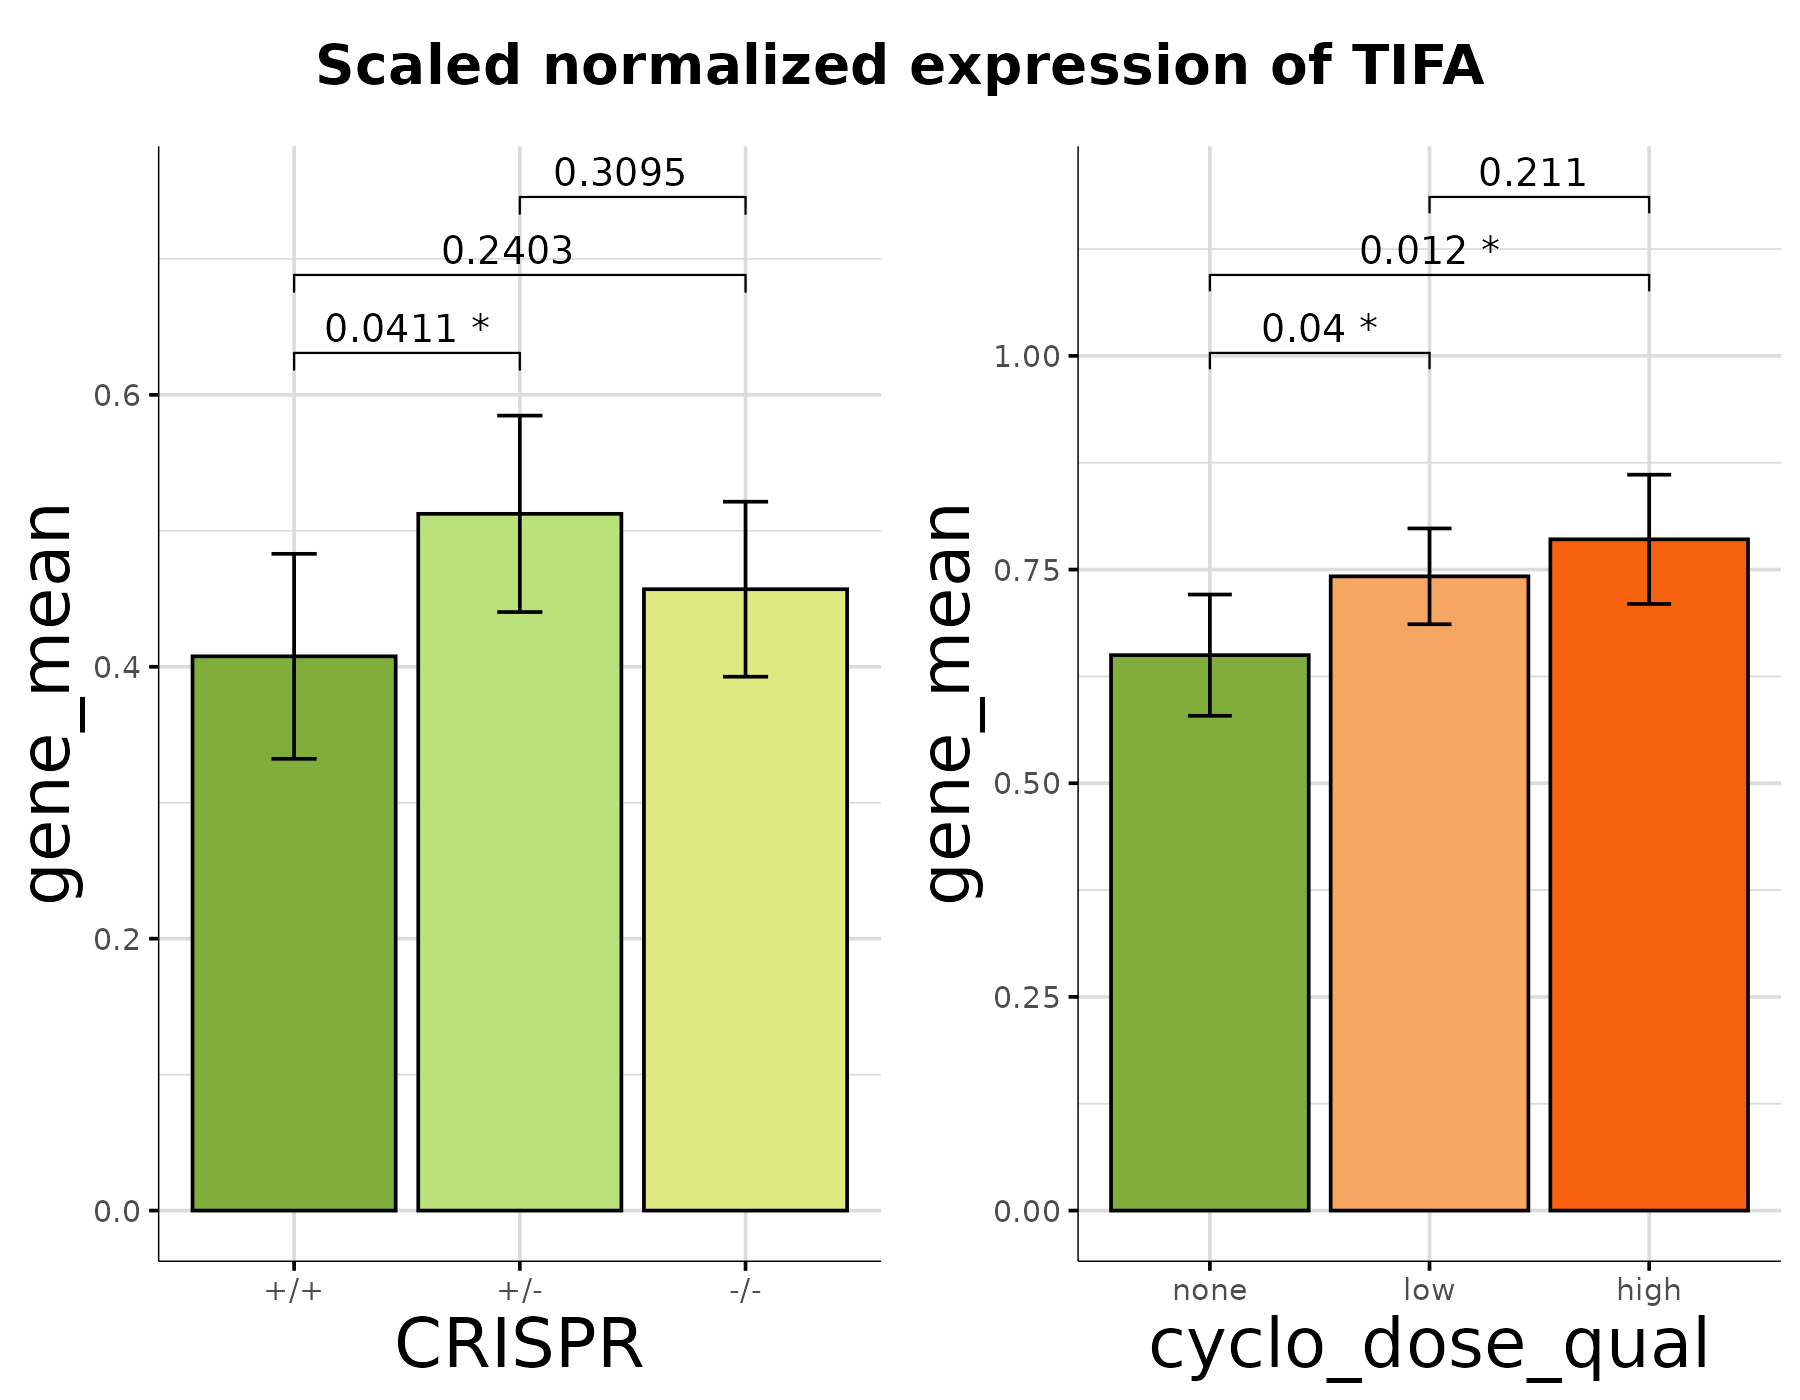 Scaled normalized expression of TIFA
0.3095
0.2403
0.0411 *
0.6
0.4
0.2
0.0
gene_mean
+/+ +/- -/-
CRISPR
0.211
0.012 *
0.04 *
1.00
0.75
0.50
0.25
0.00
gene_mean
none low high
cyclo_dose_qual